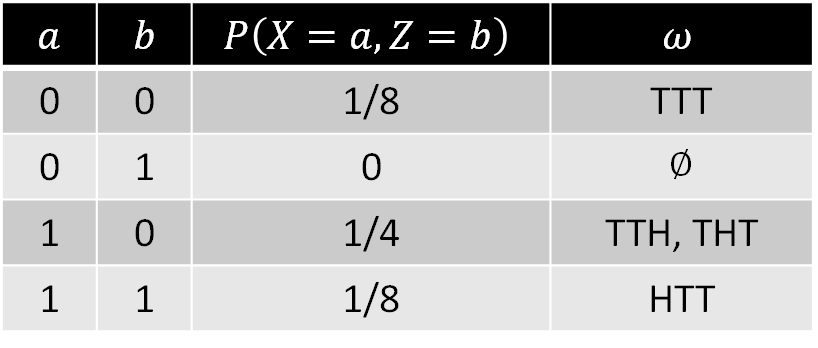 a b P(X = a, Z = b) ω
0 0 1/8 TTT
0 1 0 ∅
1 0 1/4 TTH, THT
1 1 1/8 HTT